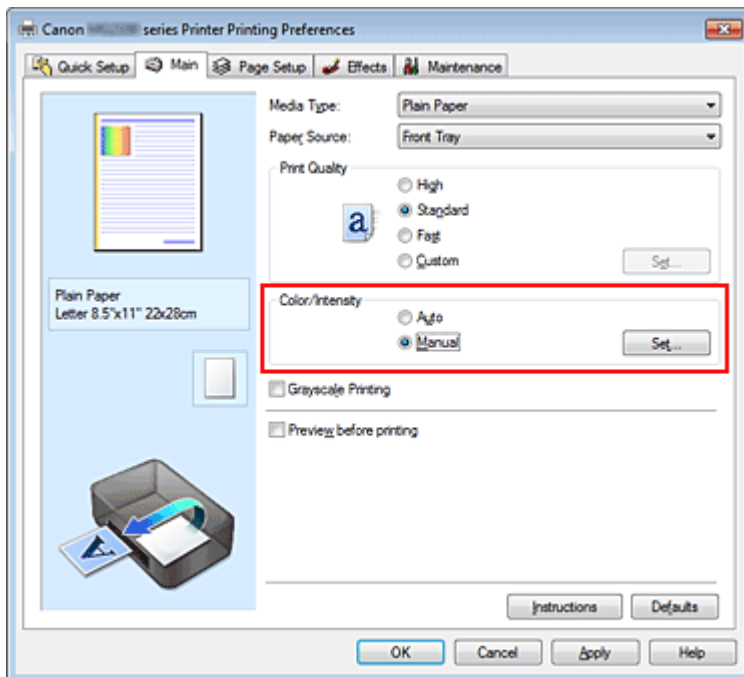 Canon series Printer Printing Preferences
Quick Setup Main Page Setup Effects Maintenance
Media Type: Plain Paper
Paper Source: Front Tray
Print Quality
High
a
Standard
Fast
Custom
Set...
Plain Paper
Letter 8.5"x11" 22x28cm
Color/Intensity
Auto
Manual
Set...
Grayscale Printing
Preview before printing
A
Instructions Defaults
OK Cancel Apply Help